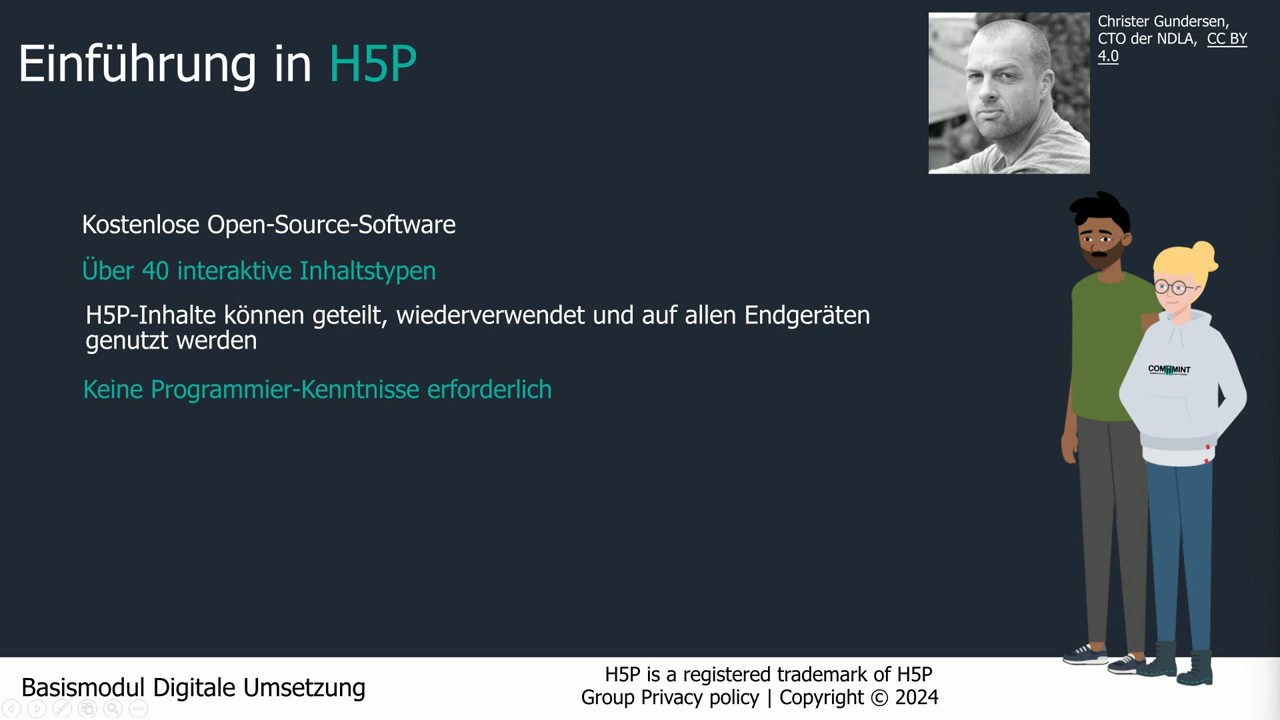 Einführung in H5P
Christer Gundersen,
CTO der NDLA, CC BY
4.0
Kostenlose Open-Source-Software
Über 40 interaktive Inhaltstypen
H5P-Inhalte können geteilt, wiederverwendet und auf allen Endgeräten
genutzt werden
Keine Programmier-Kenntnisse erforderlich
Basismodul Digitale Umsetzung
H5P is a registered trademark of H5P
Group Privacy policy | Copyright © 2024